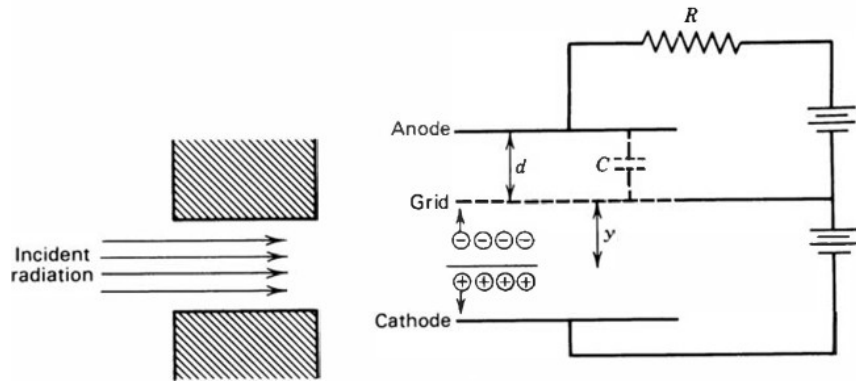 R
Anode
d
C
Grid
y
Incident
radiation
Cathode